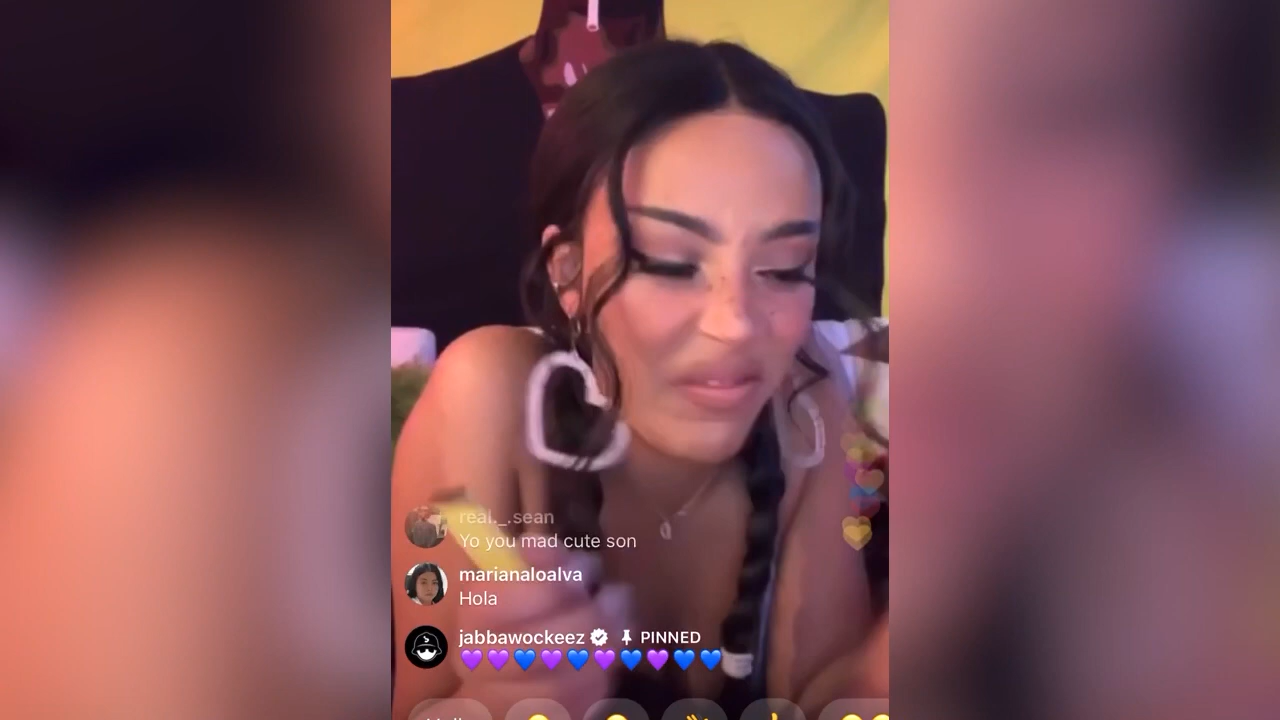 real._.sean
Yo you mad cute son
marianaloalva
Hola
jabbawockeez PINNED
💜💜💙💜💙💜💙💜💙💙